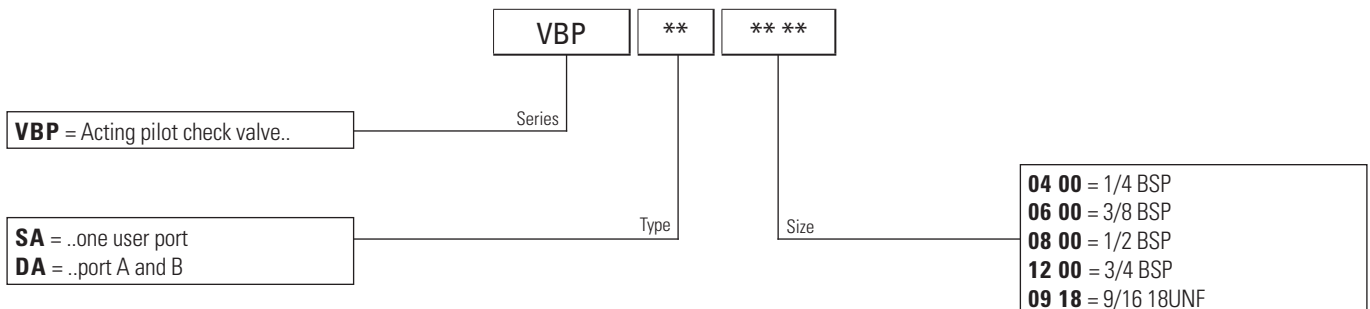 VBP ** ** **
Series
VBP = Acting pilot check valve..
Type
SA = ..one user port
DA = ..port A and B
Size
04 00 = 1/4 BSP
06 00 = 3/8 BSP
08 00 = 1/2 BSP
12 00 = 3/4 BSP
09 18 = 9/16 18UNF